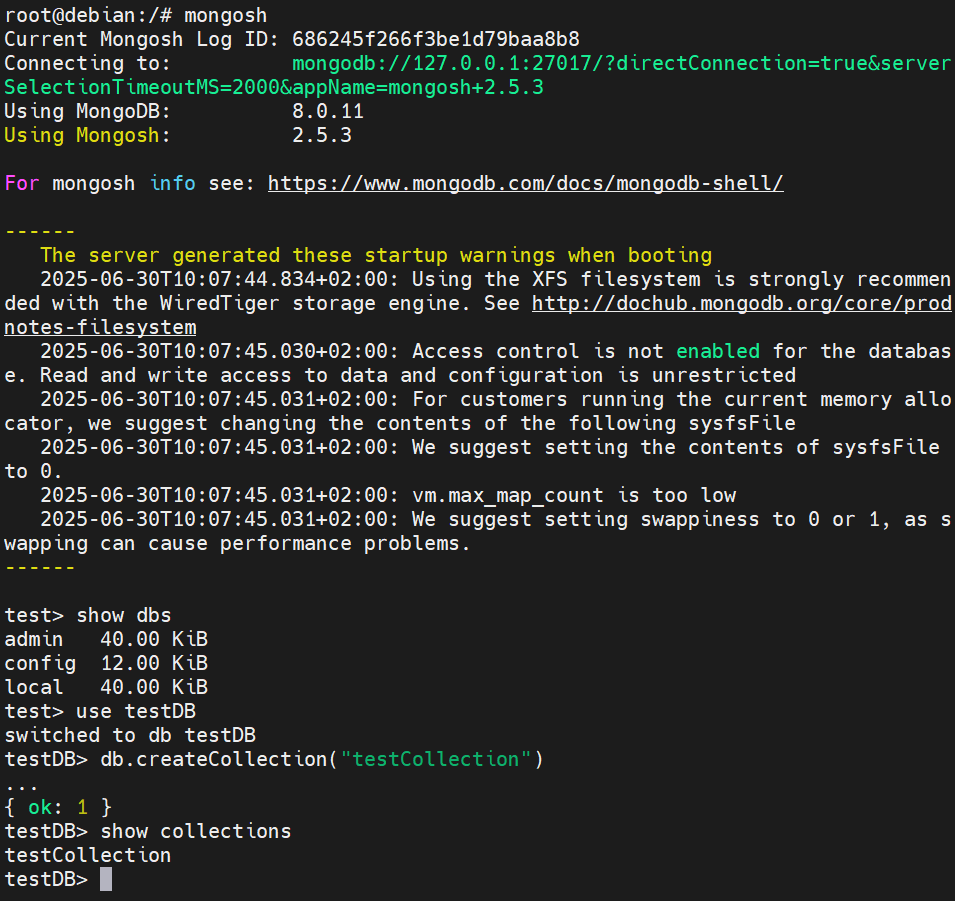 root@debian:/# mongosh
Current Mongosh Log ID: 686245f266f3be1d79baa8b8
Connecting to:          mongodb://127.0.0.1:27017/?directConnection=true&server
SelectionTimeoutMS=2000&appName=mongosh+2.5.3
Using MongoDB:          8.0.11
Using Mongosh:          2.5.3

For mongosh info see: https://www.mongodb.com/docs/mongodb-shell/

------
   The server generated these startup warnings when booting
   2025-06-30T10:07:44.834+02:00: Using the XFS filesystem is strongly recommen
ded with the WiredTiger storage engine. See http://dochub.mongodb.org/core/prod
notes-filesystem
   2025-06-30T10:07:45.030+02:00: Access control is not enabled for the databas
e. Read and write access to data and configuration is unrestricted
   2025-06-30T10:07:45.031+02:00: For customers running the current memory allo
cator, we suggest changing the contents of the following sysfsFile
   2025-06-30T10:07:45.031+02:00: We suggest setting the contents of sysfsFile
to 0.
   2025-06-30T10:07:45.031+02:00: vm.max_map_count is too low
   2025-06-30T10:07:45.031+02:00: We suggest setting swappiness to 0 or 1, as s
wapping can cause performance problems.
------

test> show dbs
admin   40.00 KiB
config  12.00 KiB
local   40.00 KiB
test> use testDB
switched to db testDB
testDB> db.createCollection("testCollection")
...
{ ok: 1 }
testDB> show collections
testCollection
testDB>